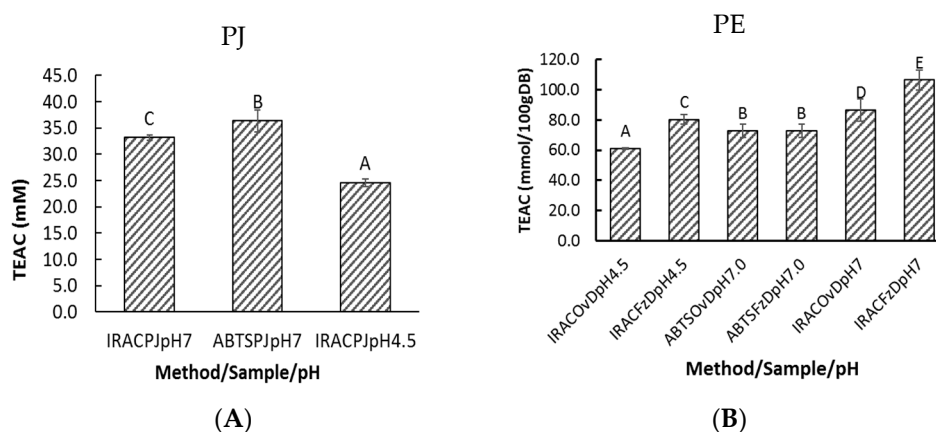 PJ
45.0
40.0
35.0
30.0
25.0
20.0
15.0
10.0
5.0
0.0
TEAC (mM)
C
B
A
IRACPJpH7 ABTSPJpH7 IRACPJpH4.5
Method/Sample/pH
(A)
PE
120.0
100.0
80.0
60.0
40.0
20.0
0.0
TEAC (mmol/100gDB)
A
C
B
B
D
E
IRACOvDpH4.5
IRACFzDpH4.5
ABTSOvDpH7.0
ABTSFzDpH7.0
IRACOvDpH7
IRACFzDpH7
Method/Sample/pH
(B)